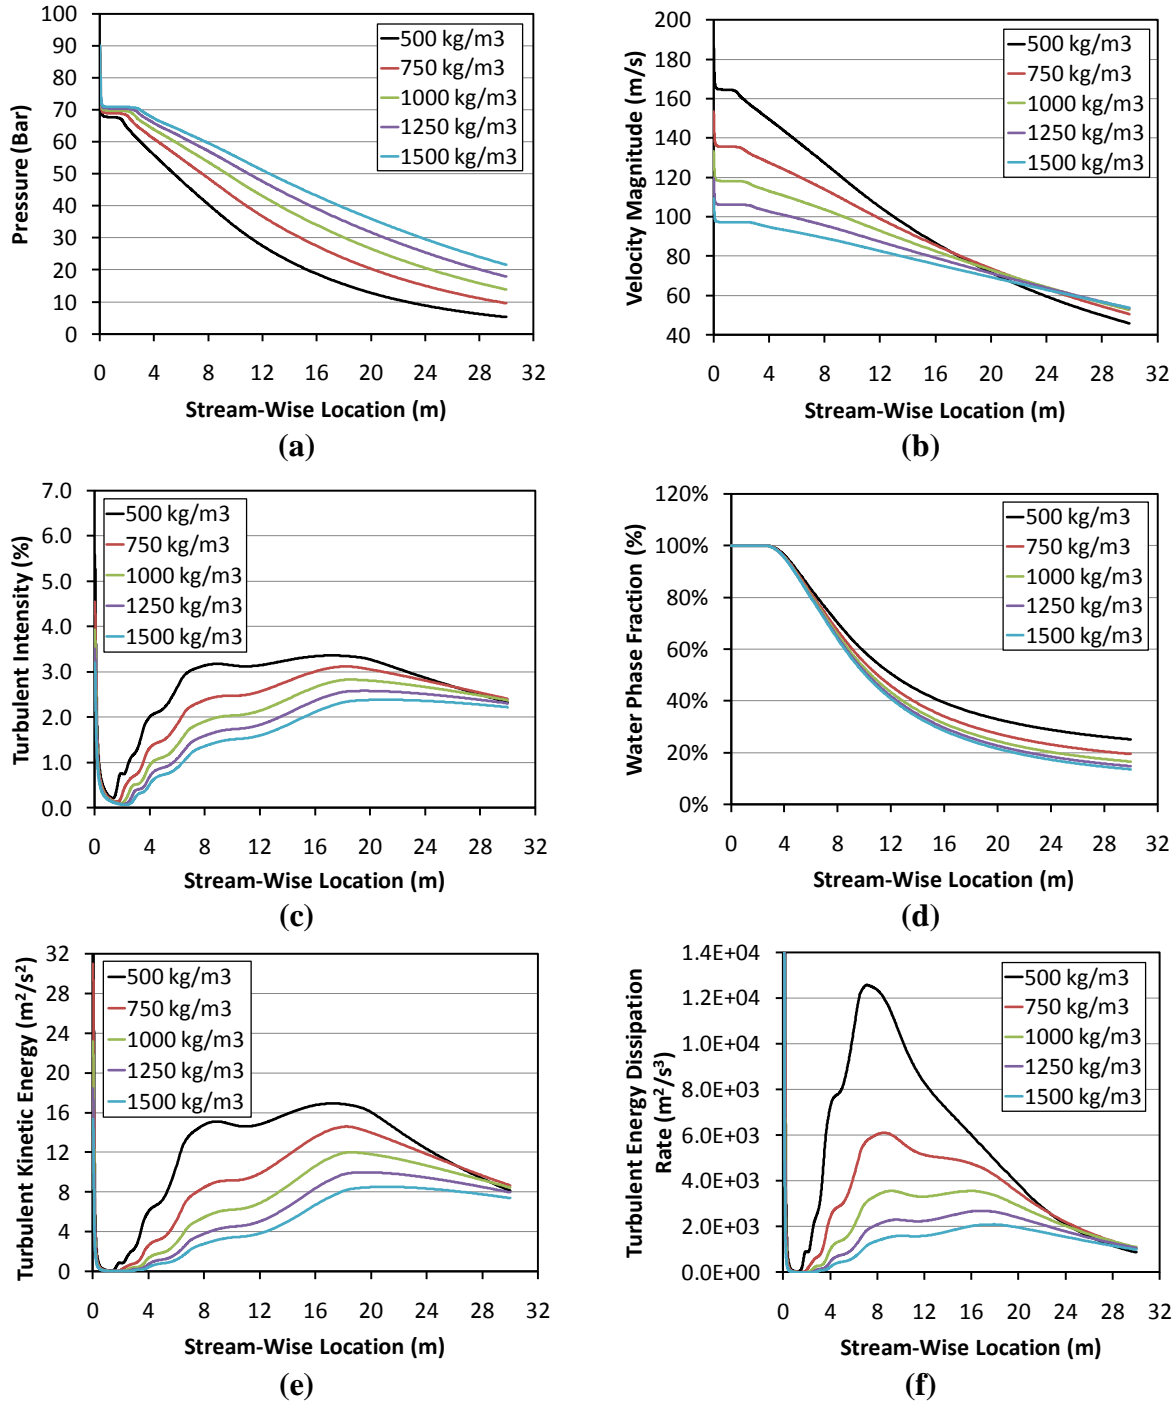 100
90
80
70
60
50
40
30
20
10
0
Pressure (Bar)
500 kg/m3
750 kg/m3
1000 kg/m3
1250 kg/m3
1500 kg/m3
0 4 8 12 16 20 24 28 32
Stream-Wise Location (m)
(a)
200
180
160
140
120
100
80
60
40
Velocity Magnitude (m/s)
500 kg/m3
750 kg/m3
1000 kg/m3
1250 kg/m3
1500 kg/m3
0 4 8 12 16 20 24 28 32
Stream-Wise Location (m)
(b)
7.0
6.0
5.0
4.0
3.0
2.0
1.0
0.0
Turbulent Intensity (%)
500 kg/m3
750 kg/m3
1000 kg/m3
1250 kg/m3
1500 kg/m3
0 4 8 12 16 20 24 28 32
Stream-Wise Location (m)
(c)
120%
100%
80%
60%
40%
20%
0%
Water Phase Fraction (%)
500 kg/m3
750 kg/m3
1000 kg/m3
1250 kg/m3
1500 kg/m3
0 4 8 12 16 20 24 28 32
Stream-Wise Location (m)
(d)
32
28
24
20
16
12
8
4
0
Turbulent Kinetic Energy (m²/s²)
500 kg/m3
750 kg/m3
1000 kg/m3
1250 kg/m3
1500 kg/m3
0 4 8 12 16 20 24 28 32
Stream-Wise Location (m)
(e)
1.4E+04
1.2E+04
1.0E+04
8.0E+03
6.0E+03
4.0E+03
2.0E+03
0.0E+00
Turbulent Energy Dissipation
Rate (m²/s³)
500 kg/m3
750 kg/m3
1000 kg/m3
1250 kg/m3
1500 kg/m3
0 4 8 12 16 20 24 28 32
Stream-Wise Location (m)
(f)